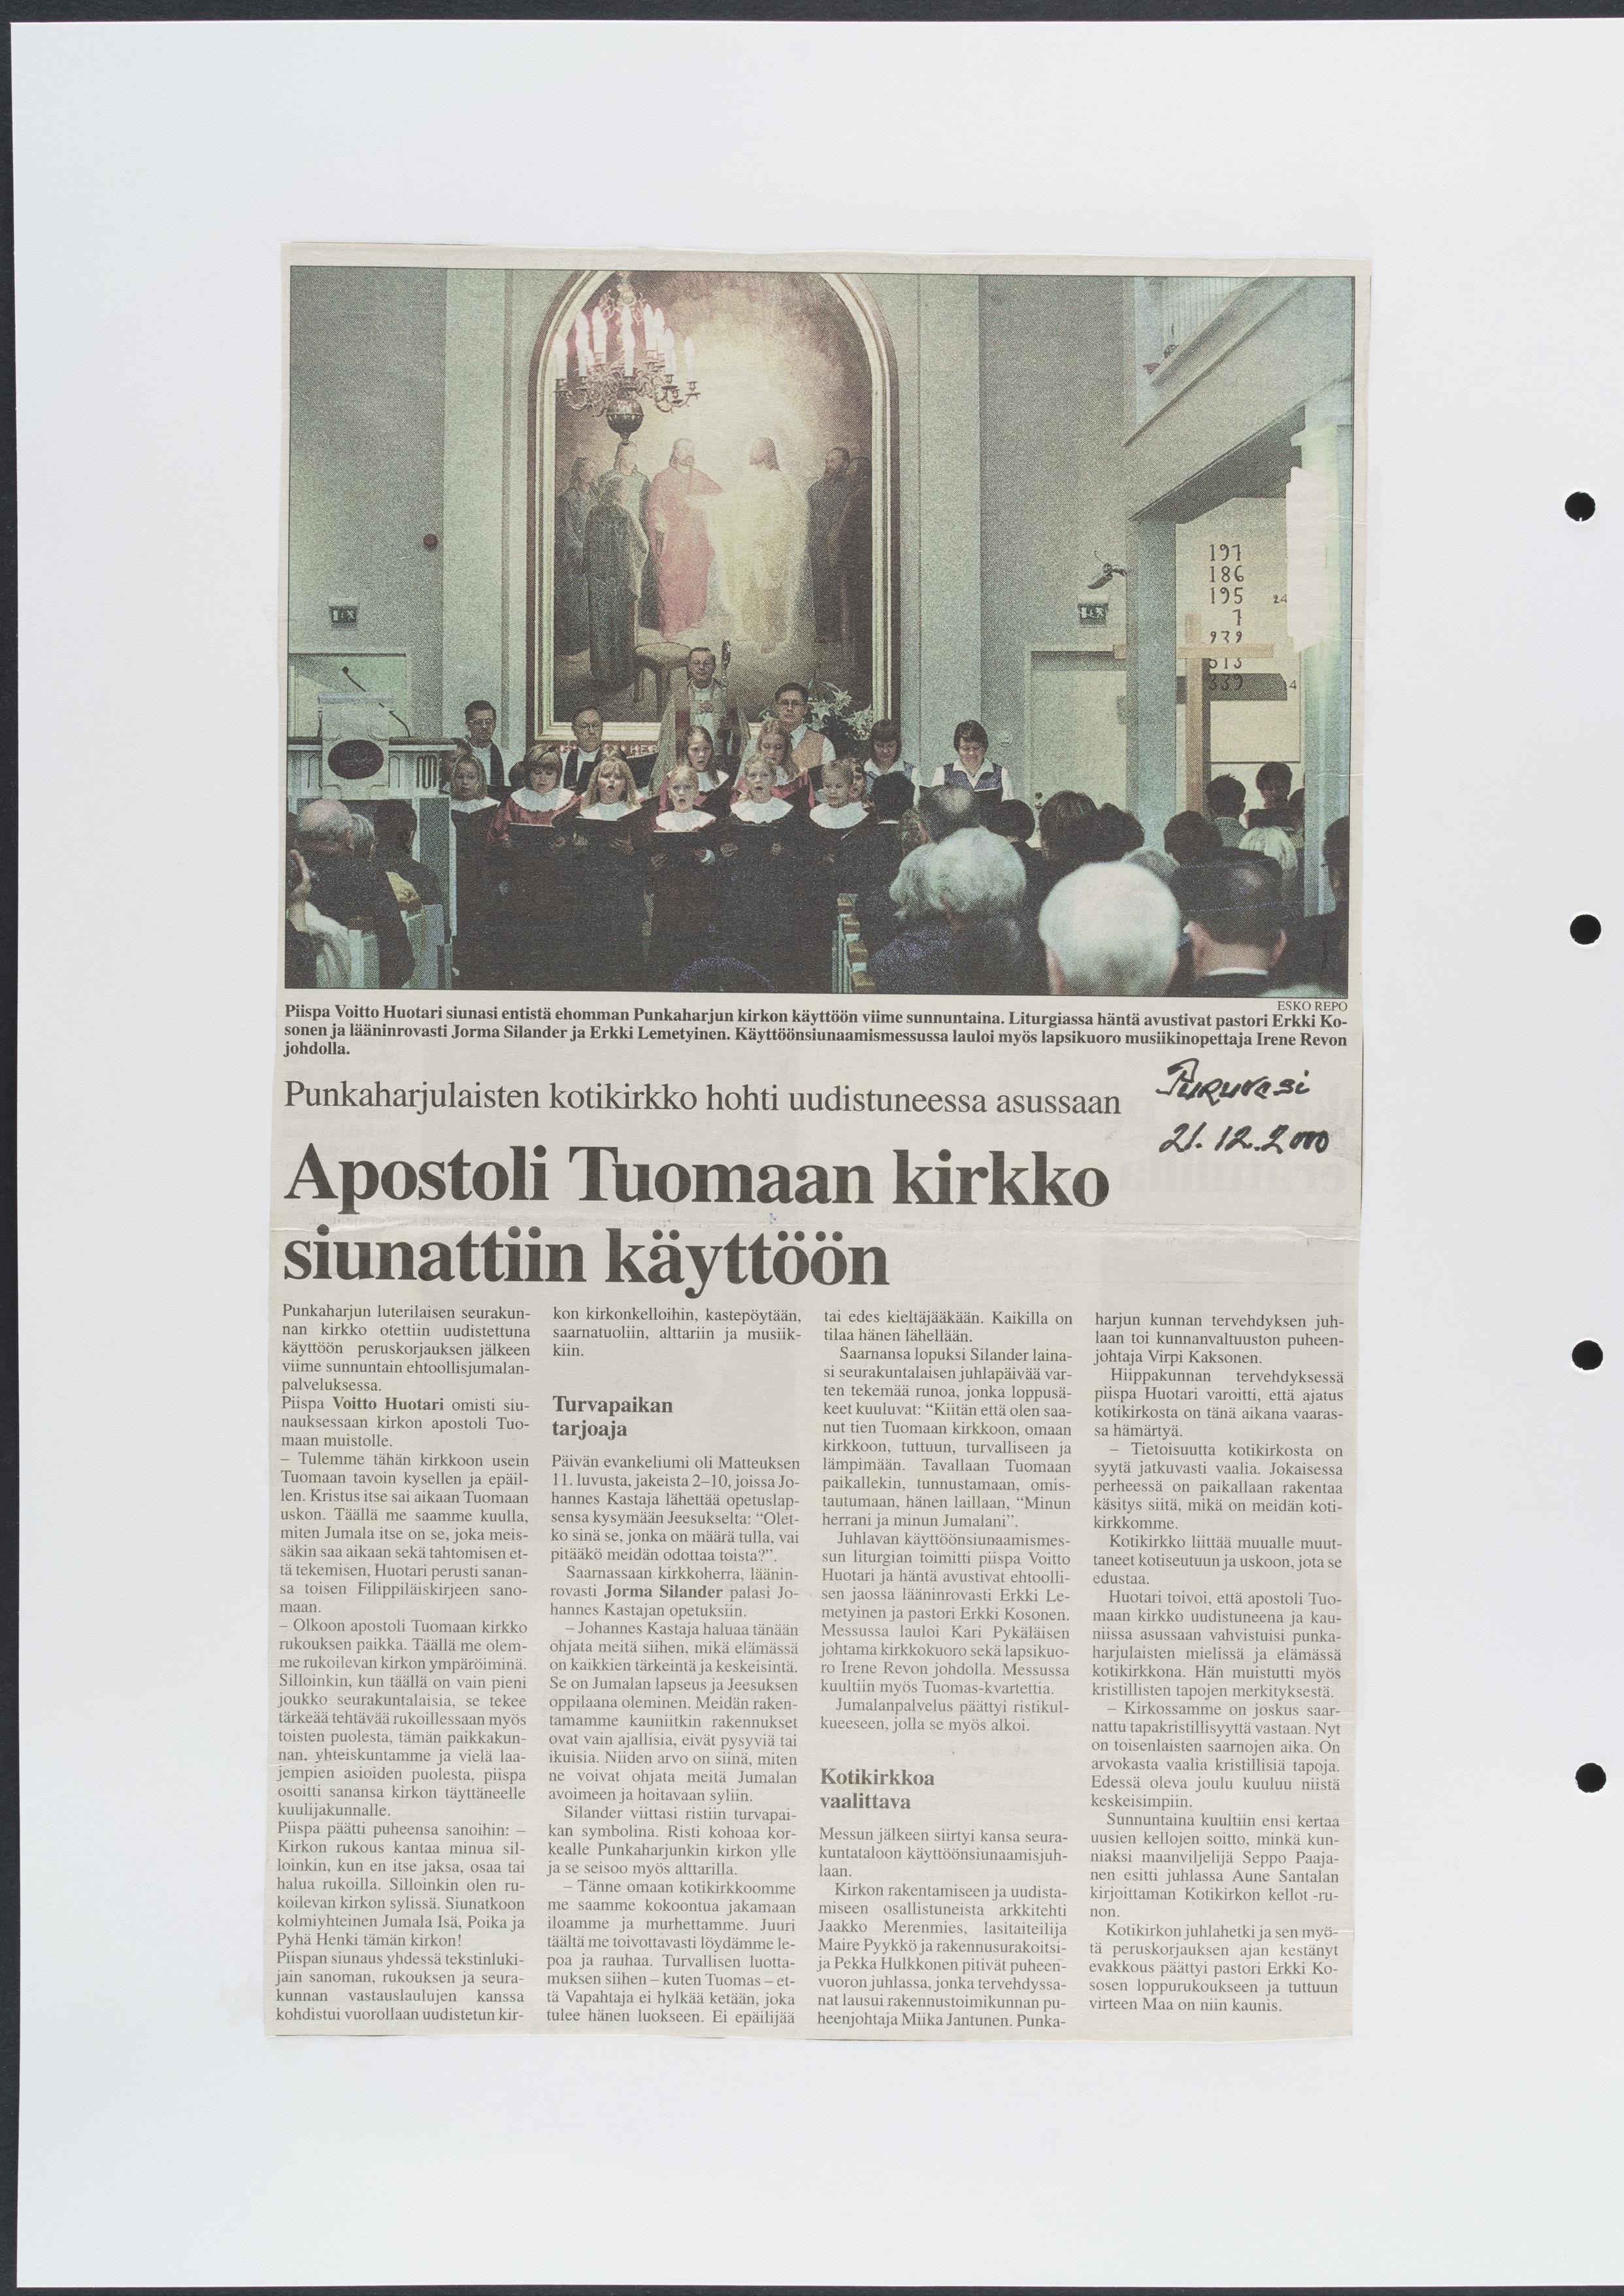 197
186
195
24
7
939
513
339
4
ESKO REPO
Piispa Voitto Huotari siunasi entistä ehomman Punkaharjun kirkon käyttöön viime sunnuntaina. Liturgiassa häntä avustivat pastori Erkki Ko-
sonen ja lääninrovasti Jorma Silander ja Erkki Lemetyinen. Käyttöönsiunaamismessussa lauloi myös lapsikuoro musiikinopettaja Irene Revon
johdolla.
Punkaharjulaisten kotikirkko hohti uudistuneessa asussaan
Puruvesi
21.12.2000
Apostoli Tuomaan kirkko
siunattiin käyttöön
Punkaharjun luterilaisen seurakun-
nan kirkko otettiin uudistettuna
käyttöön peruskorjauksen jälkeen
viime sunnuntain ehtoollisjumalan-
palveluksessa.
Piispa Voitto Huotari omisti siu-
nauksessaan kirkon apostoli Tuo-
maan muistolle.
– Tulemme tähän kirkkoon usein
Tuomaan tavoin kysellen ja epäil-
len. Kristus itse sai aikaan Tuomaan
uskon. Täällä me saamme kuulla,
miten Jumala itse on se, joka meis-
säkin saa aikaan sekä tahtomisen et-
tä tekemisen, Huotari perusti sanan-
sa toisen Filippiläiskirjeen sano-
maan.
– Olkoon apostoli Tuomaan kirkko
rukouksen paikka. Täällä me olem-
me rukoilevan kirkon ympäröiminä.
Silloinkin, kun täällä on vain pieni
joukko seurakuntalaisia, se tekee
tärkeää tehtävää rukoillessaan myös
toisten puolesta, tämän paikkakun-
nan, yhteiskuntamme ja vielä laa-
jempien asioiden puolesta, piispa
osoitti sanansa kirkon täyttäneelle
kuulijakunnalle.
Piispa päätti puheensa sanoihin: –
Kirkon rukous kantaa minua sil-
loinkin, kun en itse jaksa, osaa tai
halua rukoilla. Silloinkin olen ru-
koilevan kirkon sylissä. Siunatkoon
kolmiyhteinen Jumala Isä, Poika ja
Pyhä Henki tämän kirkon!
Piispan siunaus yhdessä tekstinluki-
jain sanoman, rukouksen ja seura-
kunnan vastauslaulujen kanssa
kohdistui vuorollaan uudistetun kir-
kon kirkonkelloihin, kastepöytään,
saarnatuoliin, alttariin ja musiik-
kiin.
Turvapaikan
tarjoaja
Päivän evankeliumi oli Matteuksen
11. luvusta, jakeista 2–10, joissa Jo-
hannes Kastaja lähettää opetuslap-
sensa kysymään Jeesukselta: “Olet-
ko sinä se, jonka on määrä tulla, vai
pitääkö meidän odottaa toista?”.
Saarnassaan kirkkoherra, läänin-
rovasti Jorma Silander palasi Jo-
hannes Kastajan opetuksiin.
– Johannes Kastaja haluaa tänään
ohjata meitä siihen, mikä elämässä
on kaikkien tärkeintä ja keskeisintä.
Se on Jumalan lapseus ja Jeesuksen
oppilaana oleminen. Meidän raken-
tamamme kauniitkin rakennukset
ovat vain ajallisia, eivät pysyviä tai
ikuisia. Niiden arvo on siinä, miten
ne voivat ohjata meitä Jumalan
avoimeen ja hoitavaan syliin.
Silander viittasi ristiin turvapai-
kan symbolina. Risti kohoaa kor-
kealle Punkaharjunkin kirkon ylle
ja se seisoo myös alttarilla.
– Tänne omaan kotikirkkoomme
me saamme kokoontua jakamaan
iloamme ja murhettamme. Juuri
täältä me toivottavasti löydämme le-
poa ja rauhaa. Turvallisen luotta-
muksen siihen – kuten Tuomas – et-
tä Vapahtaja ei hylkää ketään, joka
tulee hänen luokseen. Ei epäilijää
tai edes kieltäjääkään. Kaikilla on
tilaa hänen lähellään.
Saarnansa lopuksi Silander laina-
si seurakuntalaisen juhlapäivää var-
ten tekemää runoa, jonka loppusä-
keet kuuluvat: “Kiitän että olen saa-
nut tien Tuomaan kirkkoon, omaan
kirkkoon, tuttuun, turvalliseen ja
lämpimään. Tavallaan Tuomaan
paikallekin, tunnustamaan, omis-
tautumaan, hänen laillaan, “Minun
herrani ja minun Jumalani”.
Juhlavan käyttöönsiunaamismes-
sun liturgian toimitti piispa Voitto
Huotari ja häntä avustivat ehtoolli-
sen jaossa lääninrovasti Erkki Le-
metyinen ja pastori Erkki Kosonen.
Messussa lauloi Kari Pykäläisen
johtama kirkkokuoro sekä lapsikuo-
ro Irene Revon johdolla. Messussa
kuultiin myös Tuomas-kvartettia.
Jumalanpalvelus päättyi ristikul-
kueeseen, jolla se myös alkoi.
Kotikirkkoa
vaalittava
Messun jälkeen siirtyi kansa seura-
kuntataloon käyttöönsiunaamisjuh-
laan.
Kirkon rakentamiseen ja uudista-
miseen osallistuneista arkkitehti
Jaakko Merenmies, lasitaiteilija
Maire Pyykkö ja rakennusurakoitsi-
ja Pekka Hulkkonen pitivät puheen-
vuoron juhlassa, jonka tervehdyssa-
nat lausui rakennustoimikunnan pu-
heenjohtaja Miika Jantunen. Punka-
harjun kunnan tervehdyksen juh-
laan toi kunnanvaltuuston puheen-
johtaja Virpi Kaksonen.
Hiippakunnan tervehdyksessä
piispa Huotari varoitti, että ajatus
kotikirkosta on tänä aikana vaaras-
sa hämärtyä.
– Tietoisuutta kotikirkosta on
syytä jatkuvasti vaalia. Jokaisessa
perheessä on paikallaan rakentaa
käsitys siitä, mikä on meidän koti-
kirkkomme.
Kotikirkko liittää muualle muut-
taneet kotiseutuun ja uskoon, jota se
edustaa.
Huotari toivoi, että apostoli Tuo-
maan kirkko uudistuneena ja kau-
niissa asussaan vahvistuisi punka-
harjulaisten mielissä ja elämässä
kotikirkkona. Hän muistutti myös
kristillisten tapojen merkityksestä.
– Kirkossamme on joskus saar-
nattu tapakristillisyyttä vastaan. Nyt
on toisenlaisten saarnojen aika. On
arvokasta vaalia kristillisiä tapoja.
Edessä oleva joulu kuuluu niistä
keskeisimpiin.
Sunnuntaina kuultiin ensi kertaa
uusien kellojen soitto, minkä kun-
niaksi maanviljelijä Seppo Paaja-
nen esitti juhlassa Aune Santalan
kirjoittaman Kotikirkon kellot -ru-
non.
Kotikirkon juhlahetki ja sen myö-
tä peruskorjauksen ajan kestänyt
evakkous päättyi pastori Erkki Ko-
sosen loppurukoukseen ja tuttuun
virteen Maa on niin kaunis.